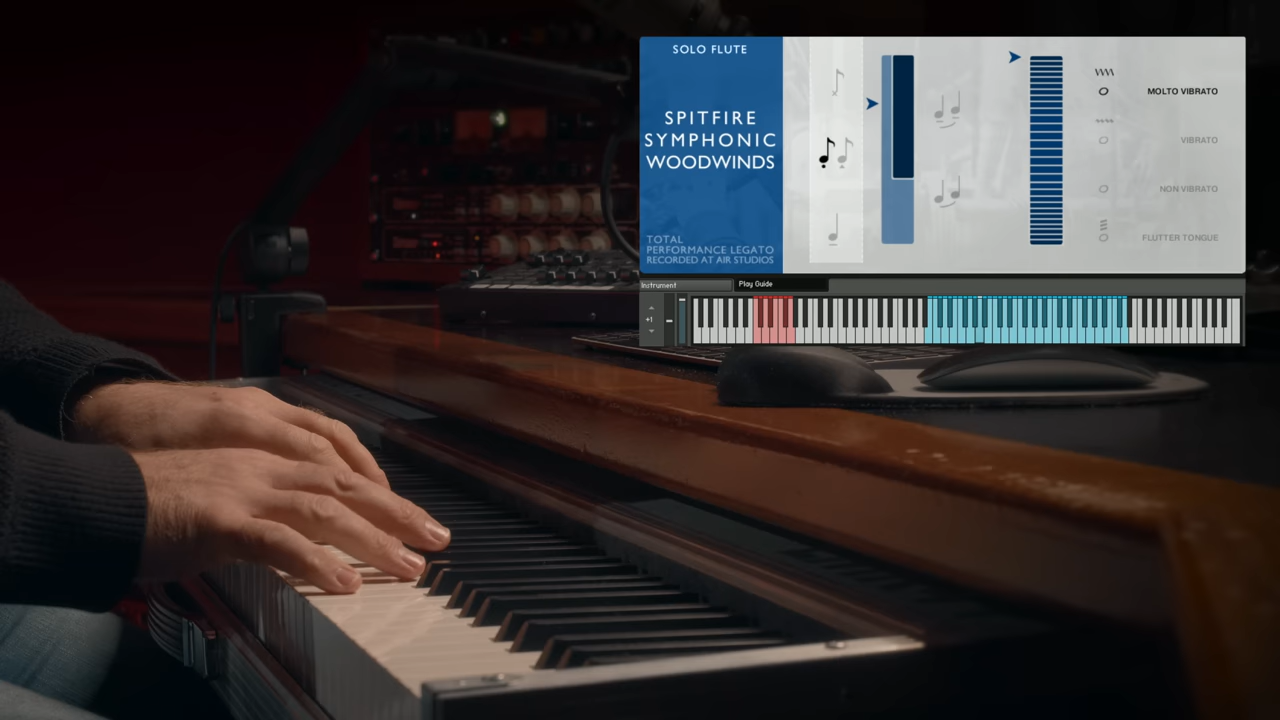 SOLO FLUTE
SPITFIRE
SYMPHONIC
WOODWINDS
TOTAL
PERFORMANCE LEGATO
RECORDED AT AIR STUDIOS
MOLTO VIBRATO
VIBRATO
NON VIBRATO
FLUTTER TONGUE
Instrument
Play Guide
+1